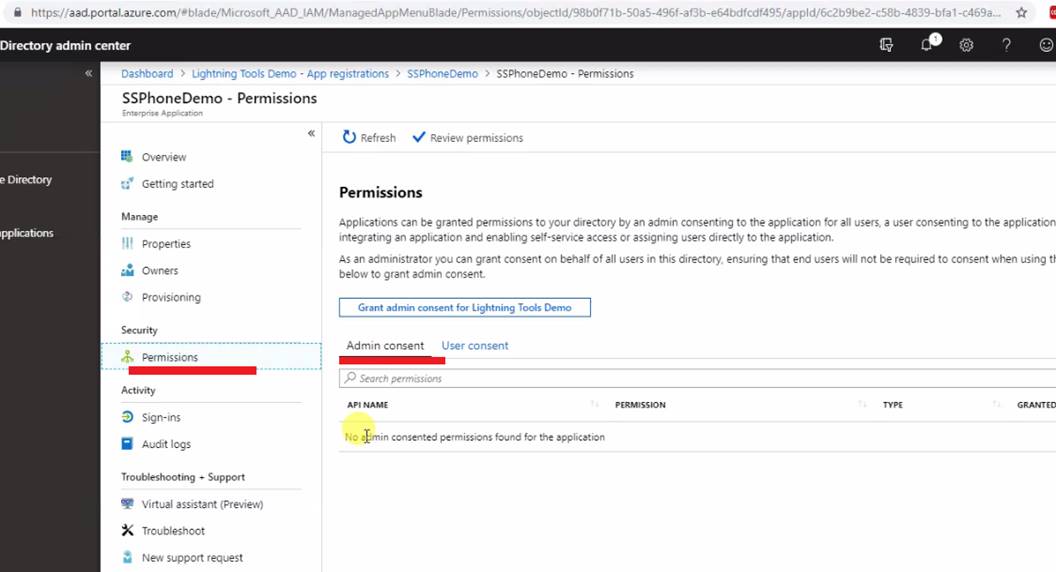 https://aad.portal.azure.com/#blade/Microsoft_AAD_IAM/ManagedAppMenuBlade/Permissions/objectId/98b0f71b-50a5-496f-af3b-e64bdfcdf495/appId/6c2b9be2-c58b-4839-bfa1-c469a...
Directory admin center
1
Dashboard > Lightning Tools Demo - App registrations > SSPhoneDemo > SSPhoneDemo - Permissions
SSPhoneDemo - Permissions
Enterprise Application
e Directory
pplications
Overview
Getting started
Manage
Properties
Owners
Provisioning
Security
Permissions
Activity
Sign-ins
Audit logs
Troubleshooting + Support
Virtual assistant (Preview)
Troubleshoot
New support request
Refresh
Review permissions
Permissions
Applications can be granted permissions to your directory by an admin consenting to the application for all users, a user consenting to the application
integrating an application and enabling self-service access or assigning users directly to the application.
As an administrator you can grant consent on behalf of all users in this directory, ensuring that end users will not be required to consent when using th
below to grant admin consent.
Grant admin consent for Lightning Tools Demo
Admin consent User consent
Search permissions
API NAME PERMISSION TYPE GRANTED
No admin consented permissions found for the application